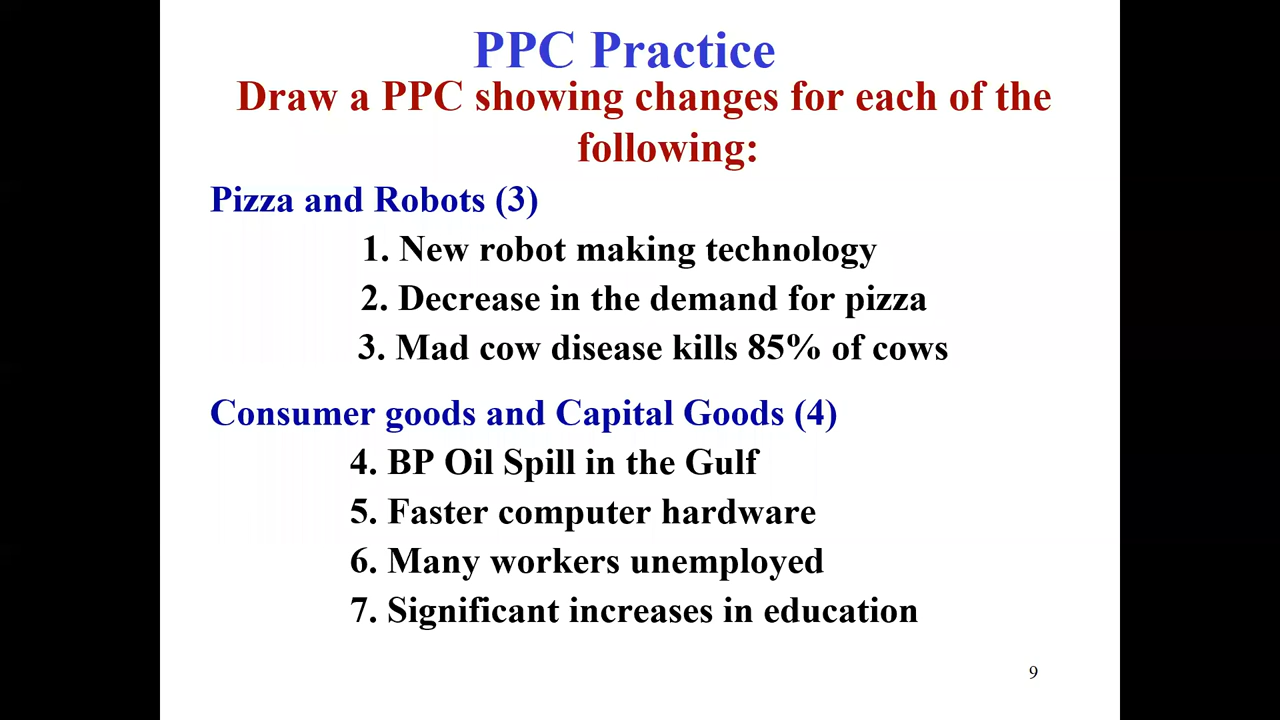 PPC Practice
Draw a PPC showing changes for each of the
following:
Pizza and Robots (3)
1. New robot making technology
2. Decrease in the demand for pizza
3. Mad cow disease kills 85% of cows
Consumer goods and Capital Goods (4)
4. BP Oil Spill in the Gulf
5. Faster computer hardware
6. Many workers unemployed
7. Significant increases in education
9